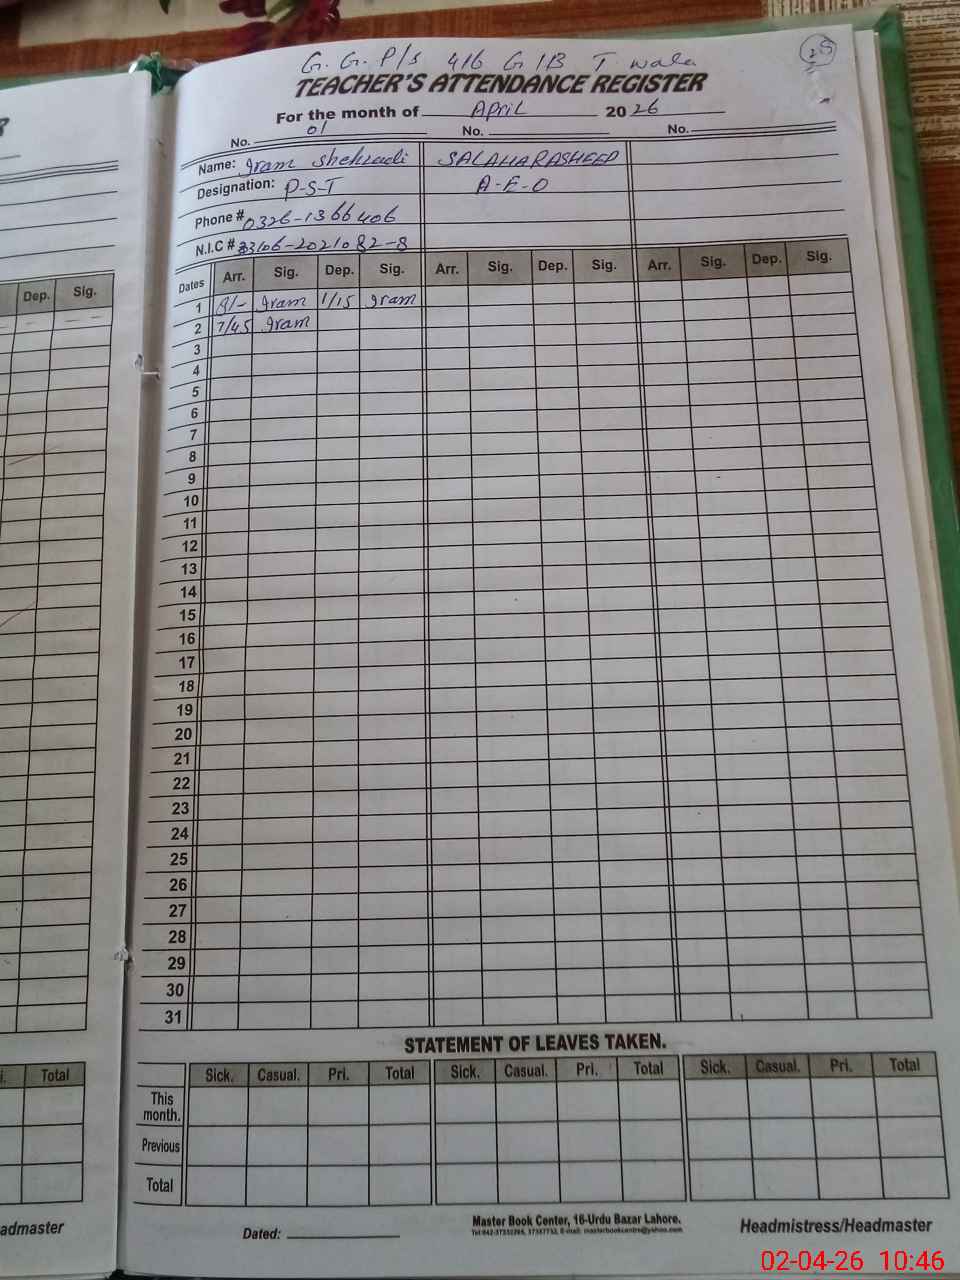 G.G.P/S 416 G/B T wala
25
TEACHER'S ATTENDANCE REGISTER
For the month of April 2026
No. 01 No. No.
Name: Iram Shehzadi SALAHARASHEED
Designation: P-S-T A-E-O
Phone # 0326-1366406
N.I.C # 33106-2021082-8
Dates Arr. Sig. Dep. Sig. Arr. Sig. Dep. Sig. Arr. Sig. Dep. Sig.
1 8/- Iram 1/15 Iram
2 7/45 Iram
3
4
5
6
7
8
9
10
11
12
13
14
15
16
17
18
19
20
21
22
23
24
25
26
27
28
29
30
31
STATEMENT OF LEAVES TAKEN.
Sick. Casual. Pri. Total Sick. Casual. Pri. Total Sick. Casual. Pri. Total
This month.
Previous
Total
Dated:
Master Book Center, 16-Urdu Bazar Lahore.
Headmistress/Headmaster
Dep. Sig.
Total
admaster
02-04-26 10:46